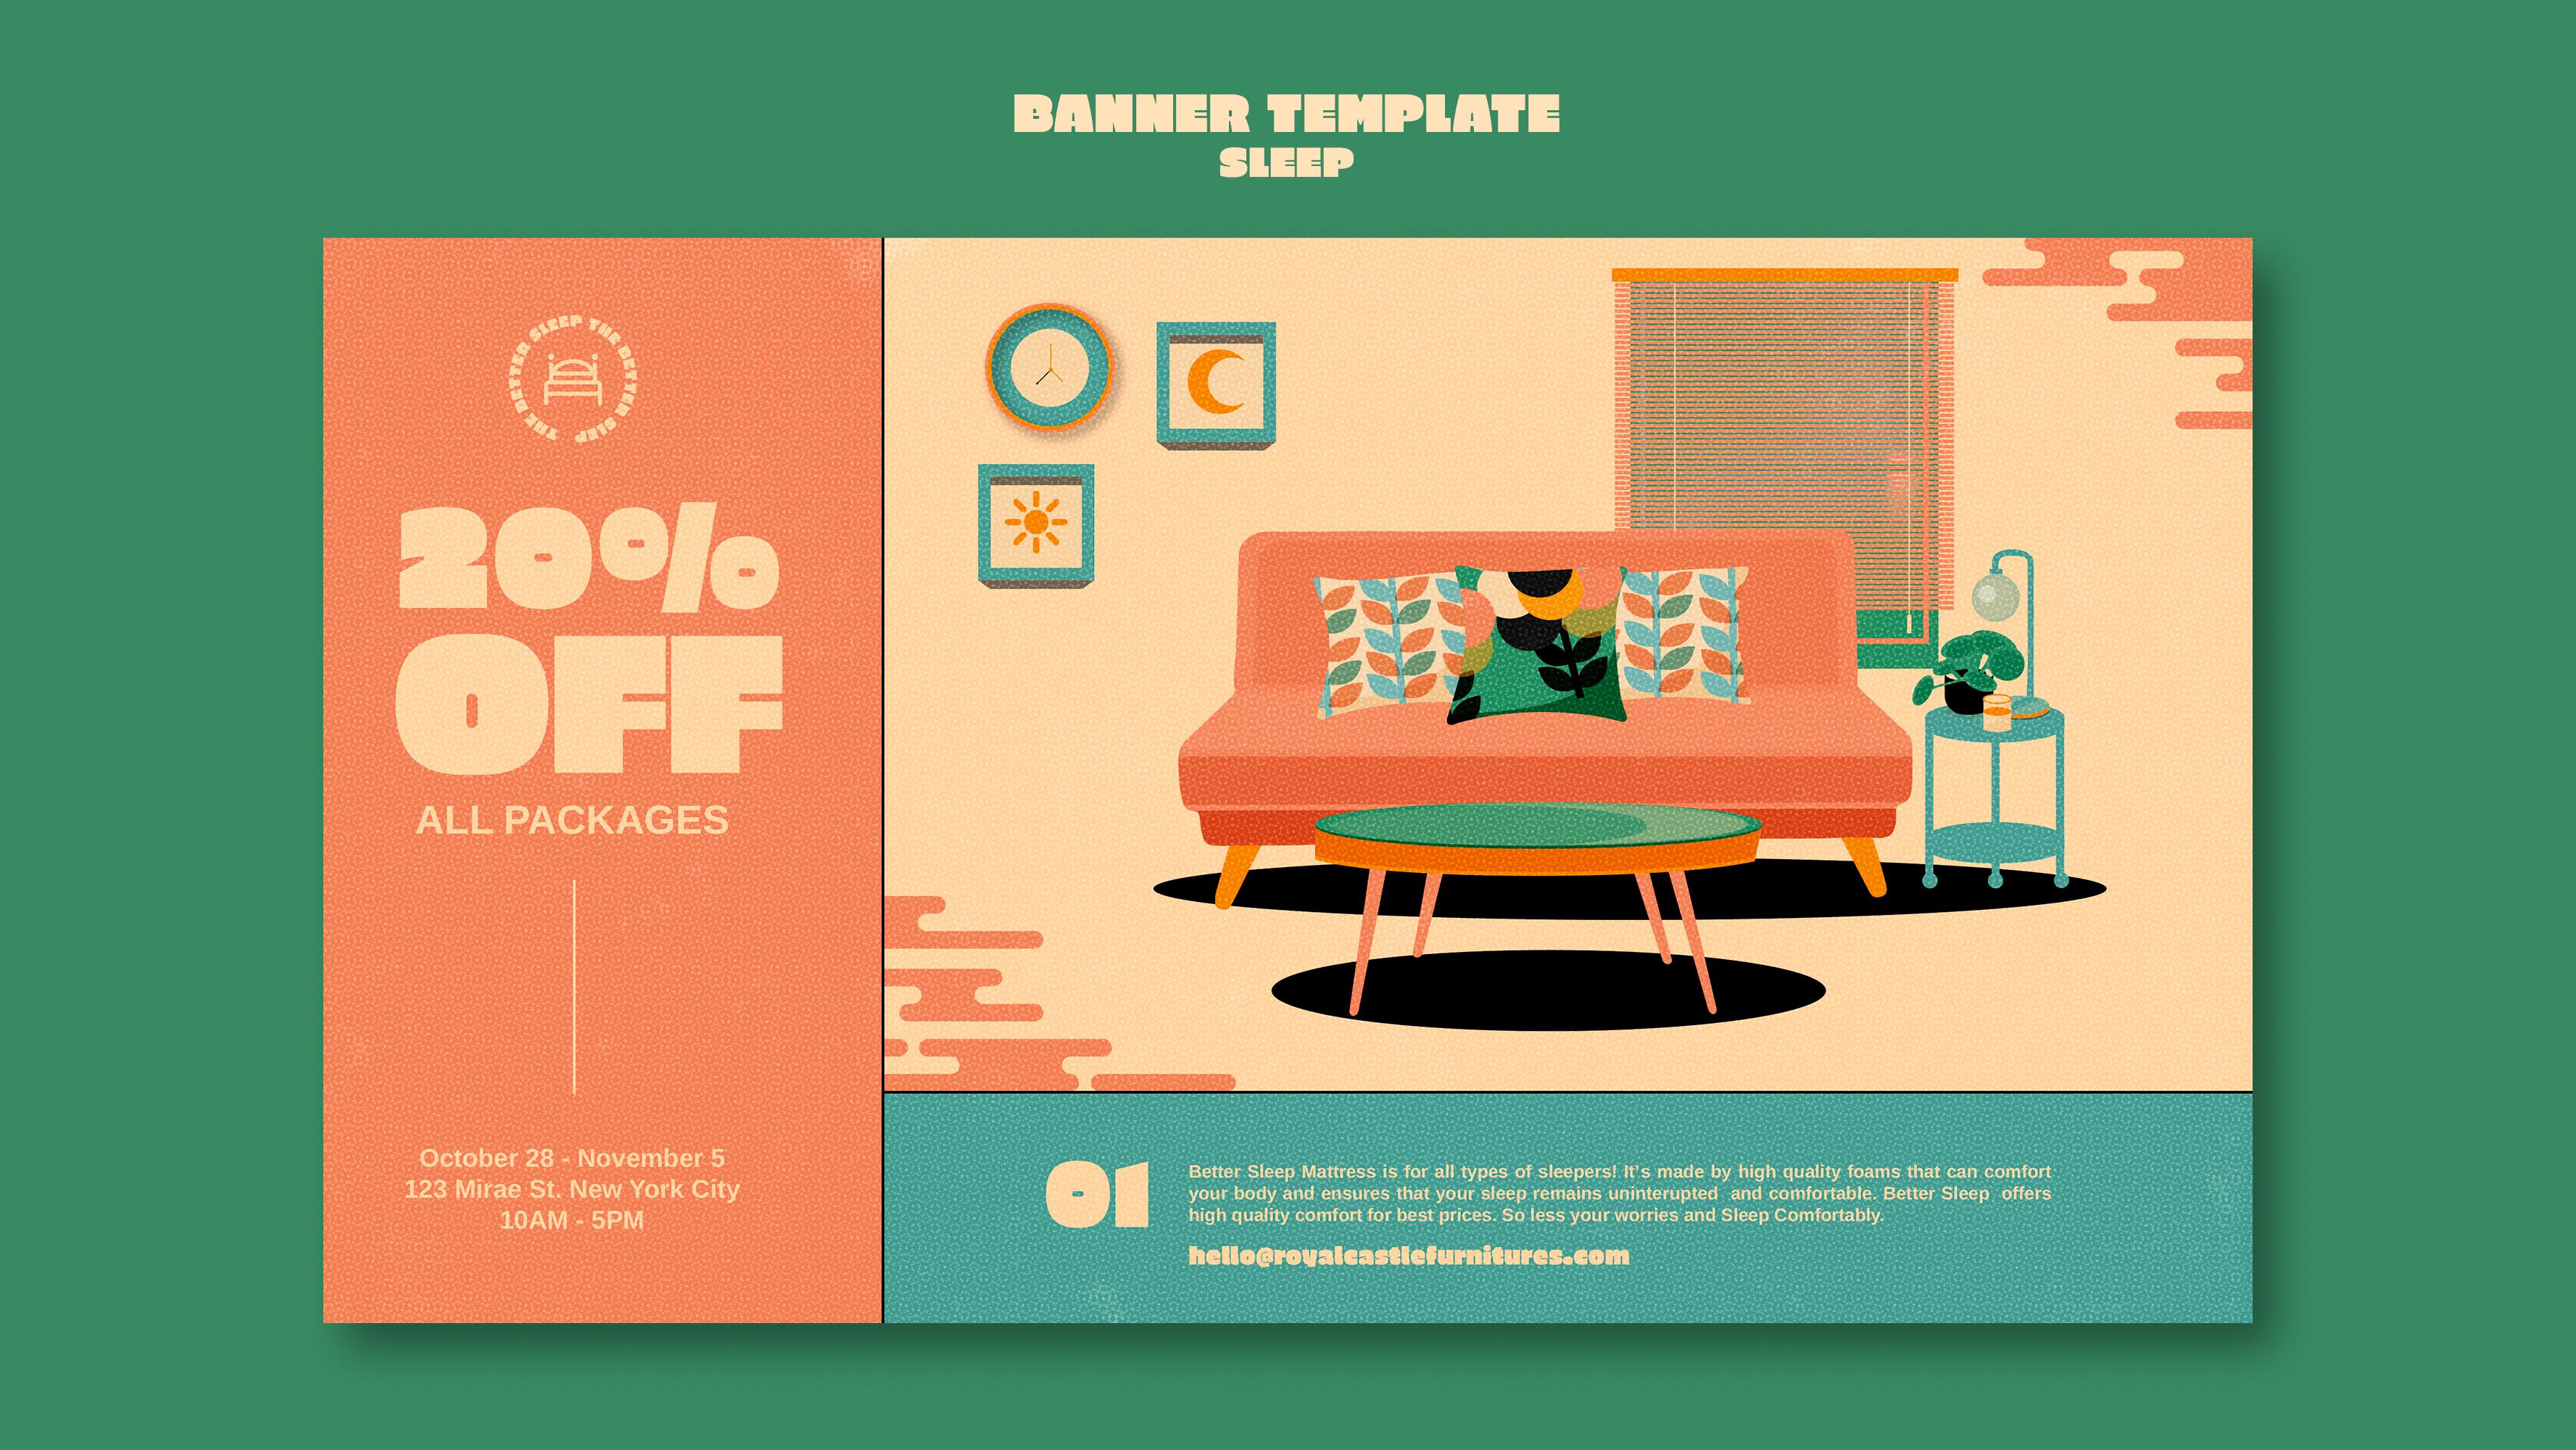 BANNER TEMPLATE
SLEEP
THE BETTER SLEEP THE BETTER SLEP
20%
OFF
ALL PACKAGES
October 28 - November 5
123 Mirae St. New York City
10AM - 5PM
01
Better Sleep Mattress is for all types of sleepers! It’s made by high quality foams that can comfort
your body and ensures that your sleep remains uninterupted and comfortable. Better Sleep offers
high quality comfort for best prices. So less your worries and Sleep Comfortably.
hello@royalcastlefurnitures.com